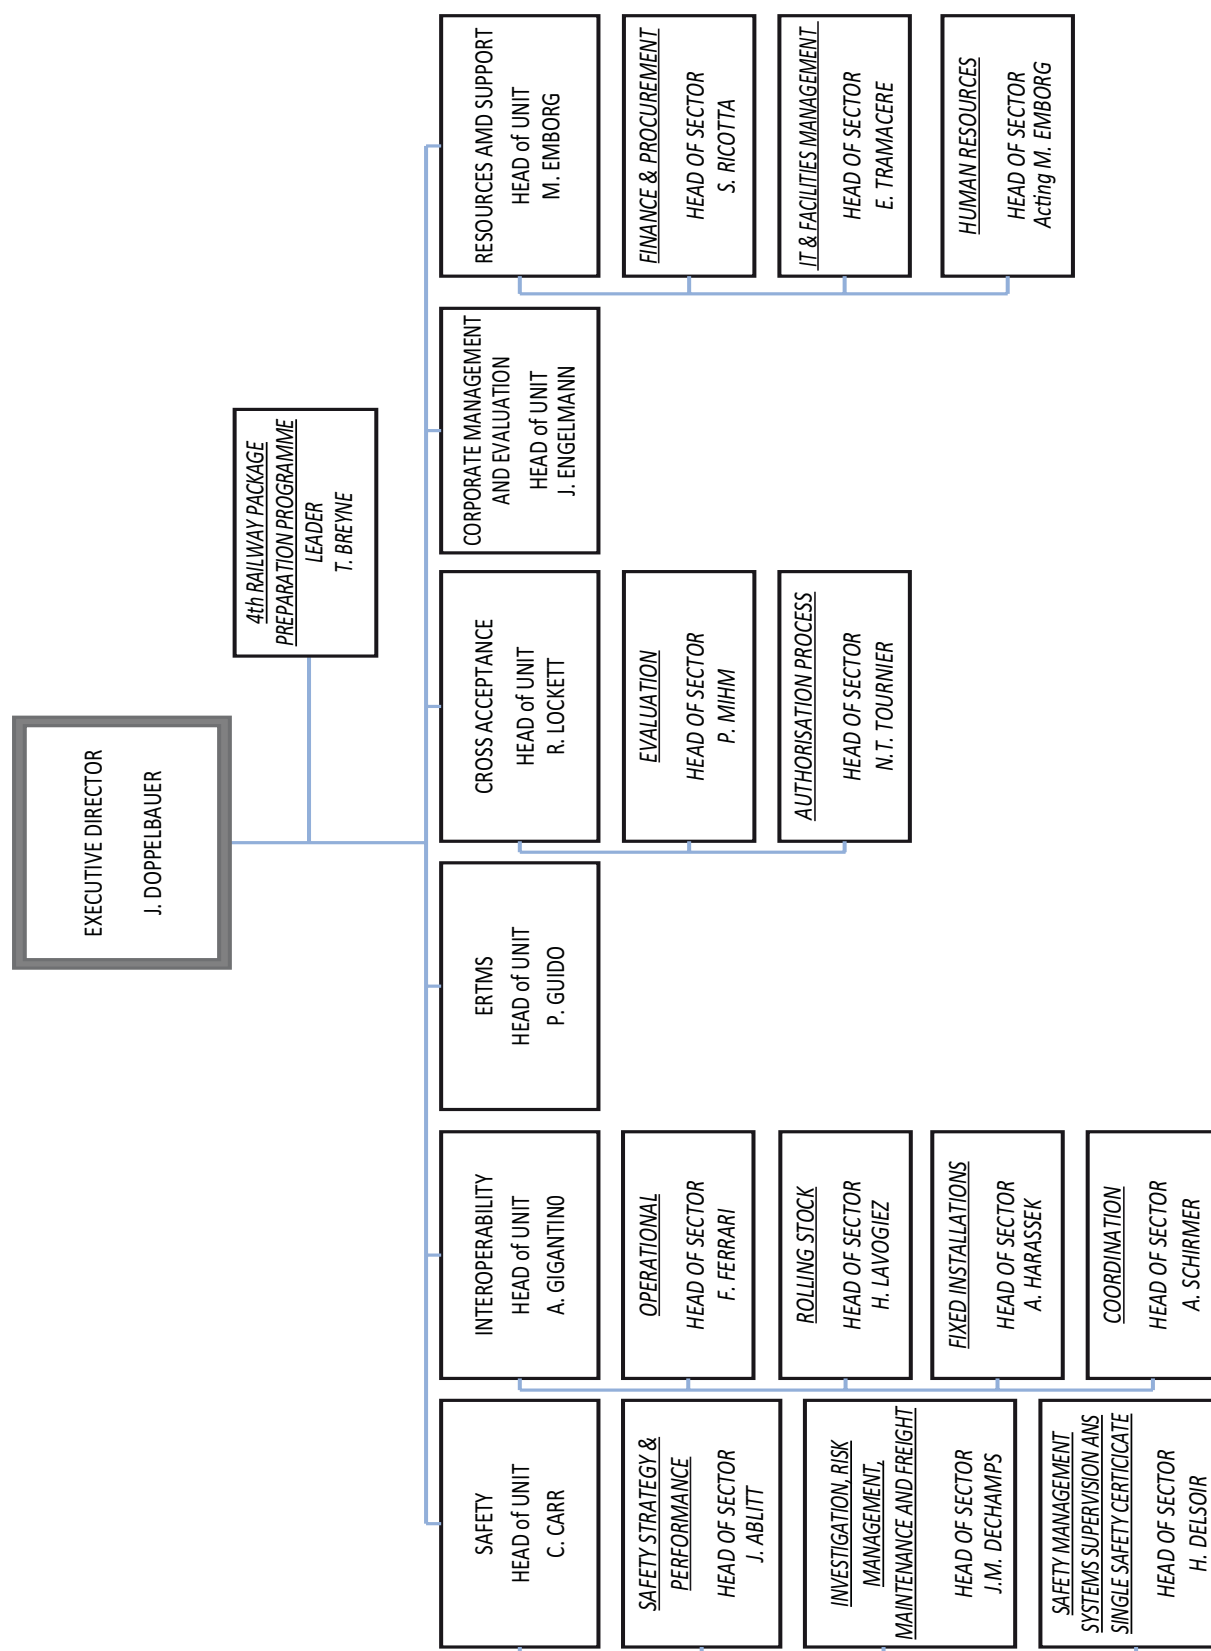 EXECUTIVE DIRECTOR
J. DOPPELBAUER
4th RAILWAY PACKAGE
PREPARATION PROGRAMME
LEADER
T. BREYNE
SAFETY
HEAD of UNIT
C. CARR
SAFETY STRATEGY &
PERFORMANCE
HEAD OF SECTOR
J. ABLITT
INVESTIGATION, RISK
MANAGEMENT,
MAINTENANCE AND FREIGHT
HEAD OF SECTOR
J.M. DECHAMPS
SAFETY MANAGEMENT
SYSTEMS SUPERVISION ANS
SINGLE SAFETY CERTICICATE
HEAD OF SECTOR
H. DELSOIR
INTEROPERABILITY
HEAD of UNIT
A. GIGANTIN0
OPERATIONAL
HEAD OF SECTOR
F. FERRARI
ROLLING STOCK
HEAD OF SECTOR
H. LAVOGIEZ
FIXED INSTALLATIONS
HEAD OF SECTOR
A. HARASSEK
COORDINATION
HEAD OF SECTOR
A. SCHIRMER
ERTMS
HEAD of UNIT
P. GUIDO
CROSS ACCEPTANCE
HEAD of UNIT
R. LOCKETT
EVALUATION
HEAD OF SECTOR
P. MIHM
AUTHORISATION PROCESS
HEAD OF SECTOR
N.T. TOURNIER
CORPORATE MANAGEMENT
AND EVALUATION
HEAD of UNIT
J. ENGELMANN
RESOURCES AMD SUPPORT
HEAD of UNIT
M. EMBORG
FINANCE & PROCUREMENT
HEAD OF SECTOR
S. RICOTTA
IT & FACILITIES MANAGEMENT
HEAD OF SECTOR
E. TRAMACERE
HUMAN RESOURCES
HEAD OF SECTOR
Acting M. EMBORG